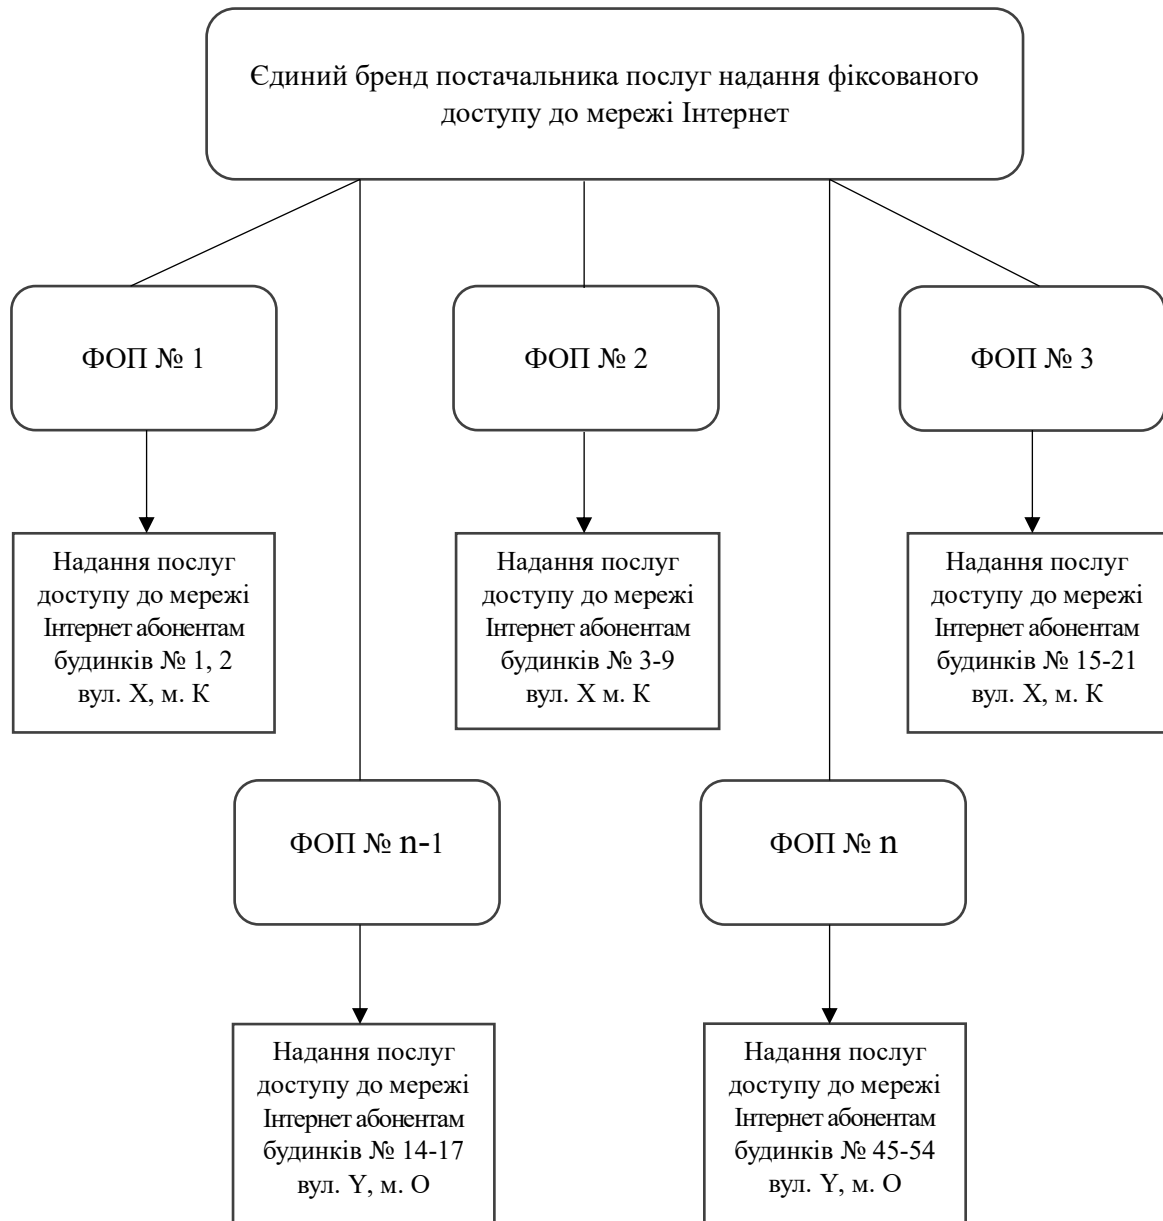 Єдиний бренд постачальника послуг надання фіксованого
доступу до мережі Інтернет
ФОП № 1
ФОП № 2
ФОП № 3
Надання послуг
доступу до мережі
Інтернет абонентам
будинків № 1, 2
вул. X, м. К
Надання послуг
доступу до мережі
Інтернет абонентам
будинків № 3-9
вул. X м. К
Надання послуг
доступу до мережі
Інтернет абонентам
будинків № 15-21
вул. X, м. К
ФОП № n-1
ФОП № n
Надання послуг
доступу до мережі
Інтернет абонентам
будинків № 14-17
вул. Y, м. О
Надання послуг
доступу до мережі
Інтернет абонентам
будинків № 45-54
вул. Y, м. О